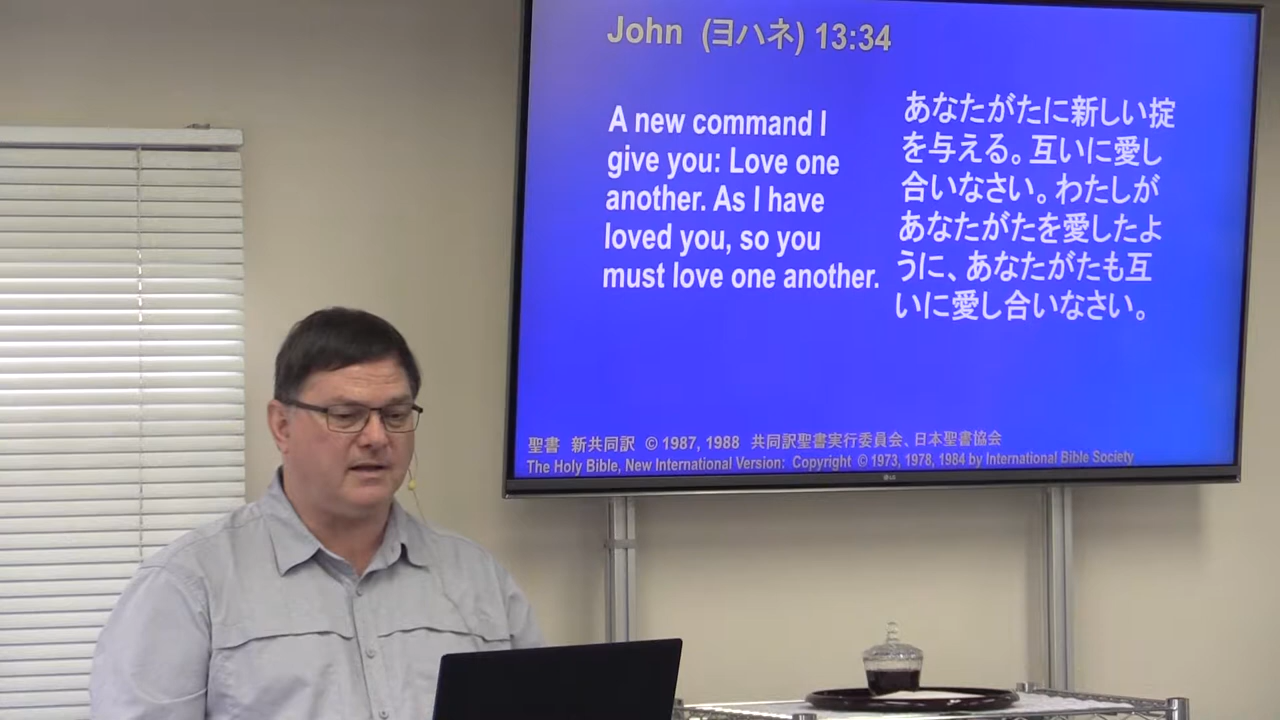 John (ヨハネ) 13:34
A new command I
give you: Love one
another. As I have
loved you, so you
must love one another.
あなたがたに新しい掟
を与える。互いに愛し
合いなさい。わたしが
あなたがたを愛したよ
うに、あなたがたも互
いに愛し合いなさい。
聖書 新共同訳 © 1987, 1988 共同訳聖書実行委員会、日本聖書協会
The Holy Bible, New International Version: Copyright © 1973, 1978, 1984 by International Bible Society
LG